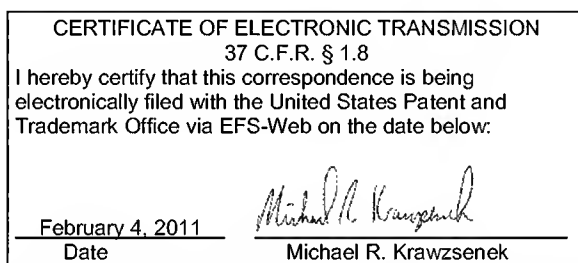 CERTIFICATE OF ELECTRONIC TRANSMISSION
37 C.F.R. § 1.8
I hereby certify that this correspondence is being
electronically filed with the United States Patent and
Trademark Office via EFS-Web on the date below:
Michael R. Krawzsenek
February 4, 2011
Date Michael R. Krawzsenek